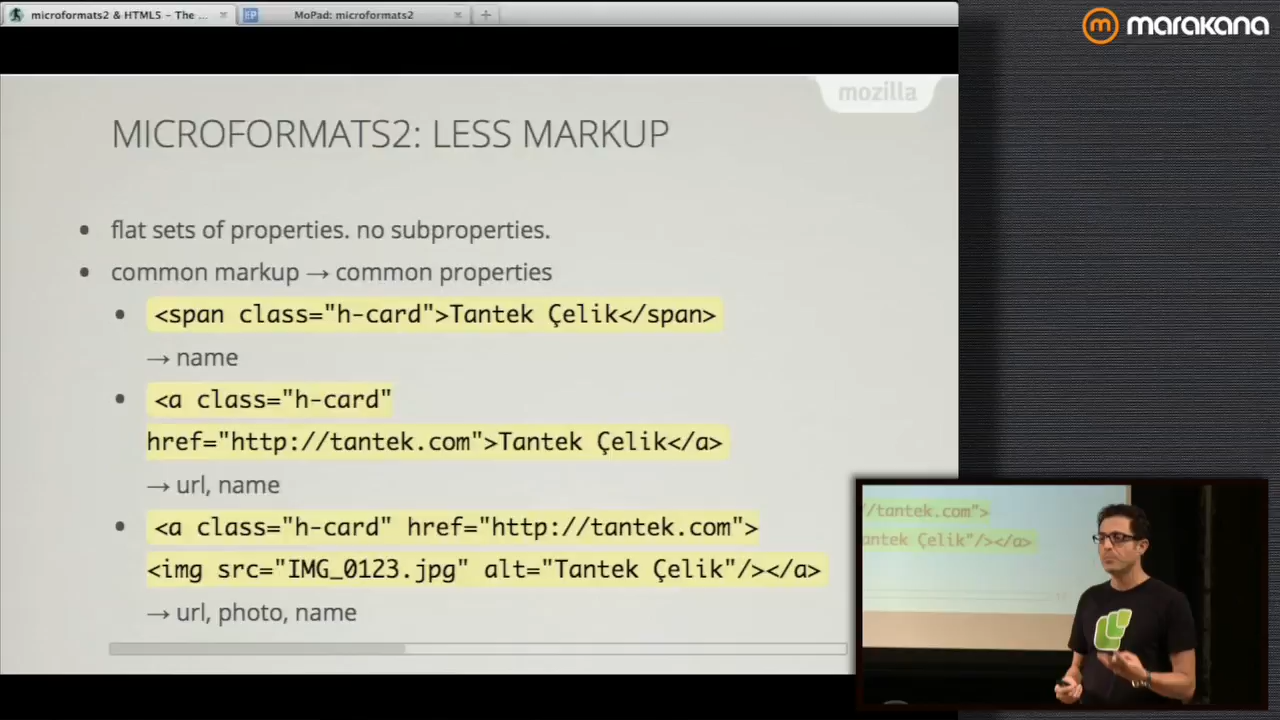 microformats2 & HTML5 – The ...
MoPad: microformats2
marakana
mozilla
MICROFORMATS2: LESS MARKUP
• flat sets of properties. no subproperties.
• common markup → common properties
• <span class="h-card">Tantek Çelik</span>
→ name
• <a class="h-card"
href="http://tantek.com">Tantek Çelik</a>
→ url, name
• <a class="h-card" href="http://tantek.com">
<img src="IMG_0123.jpg" alt="Tantek Çelik"/></a>
→ url, photo, name
//tantek.com">
antek Çelik"/></a>